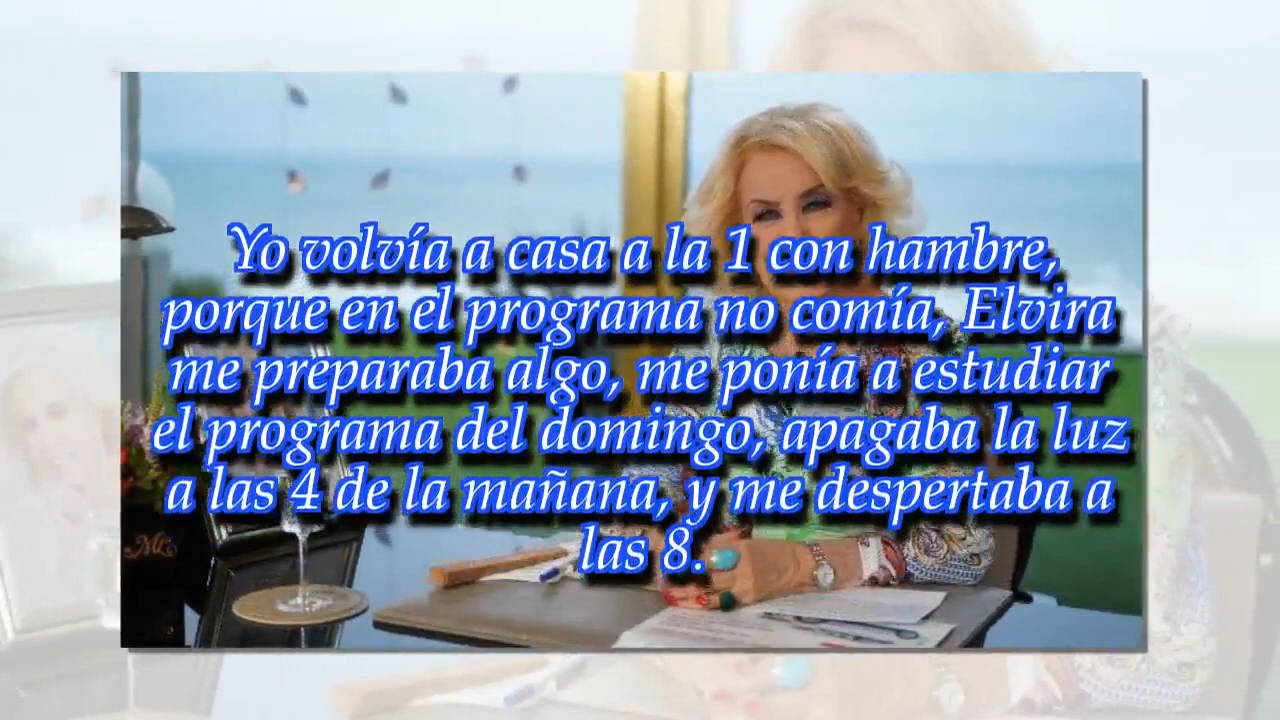 Yo volvía a casa a la 1 con hambre,
porque en el programa no comía, Elvira
me preparaba algo, me ponía a estudiar
el programa del domingo, apagaba la luz
a las 4 de la mañana, y me despertaba a
las 8.